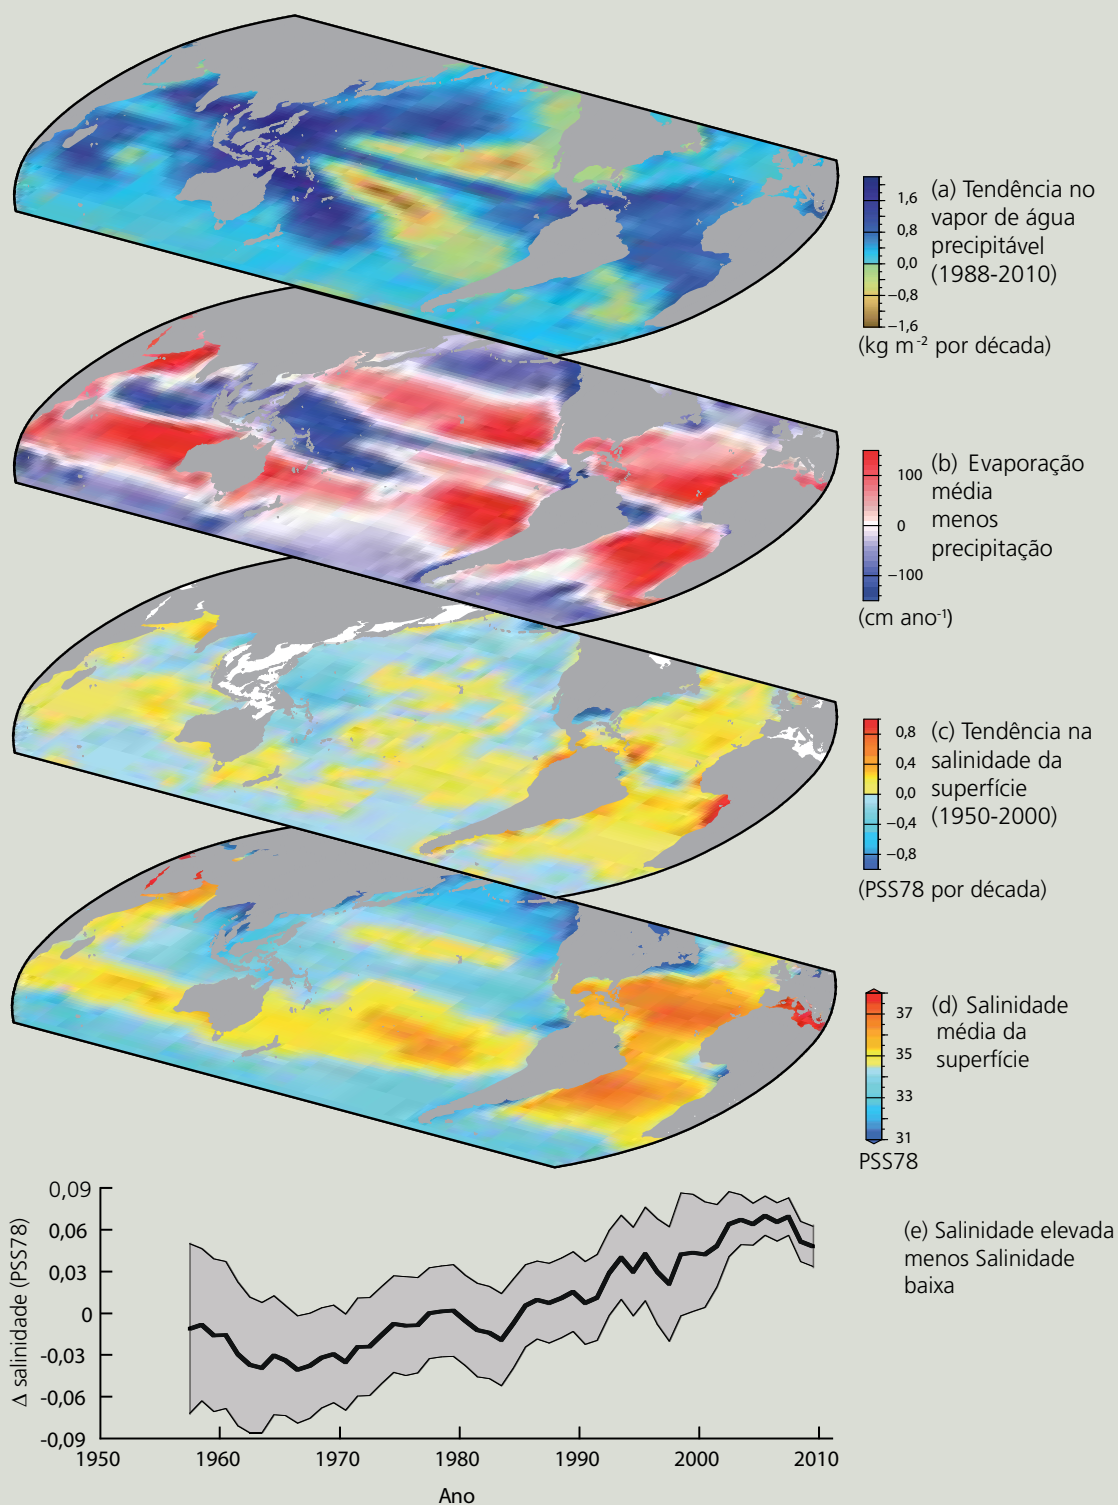 1,6
0,8
0,0
−0,8
−1,6
(a) Tendência no
vapor de água
precipitável
(1988-2010)
(kg m⁻² por década)
100
0
−100
(b) Evaporação
média
menos
precipitação
(cm ano⁻¹)
0,8
0,4
0,0
−0,4
−0,8
(c) Tendência na
salinidade da
superfície
(1950-2000)
(PSS78 por década)
37
35
33
31
(d) Salinidade
média da
superfície
PSS78
Δ salinidade (PSS78)
0,09
0,06
0,03
0
-0,03
-0,06
-0,09
1950 1960 1970 1980 1990 2000 2010
Ano
(e) Salinidade elevada
menos Salinidade
baixa